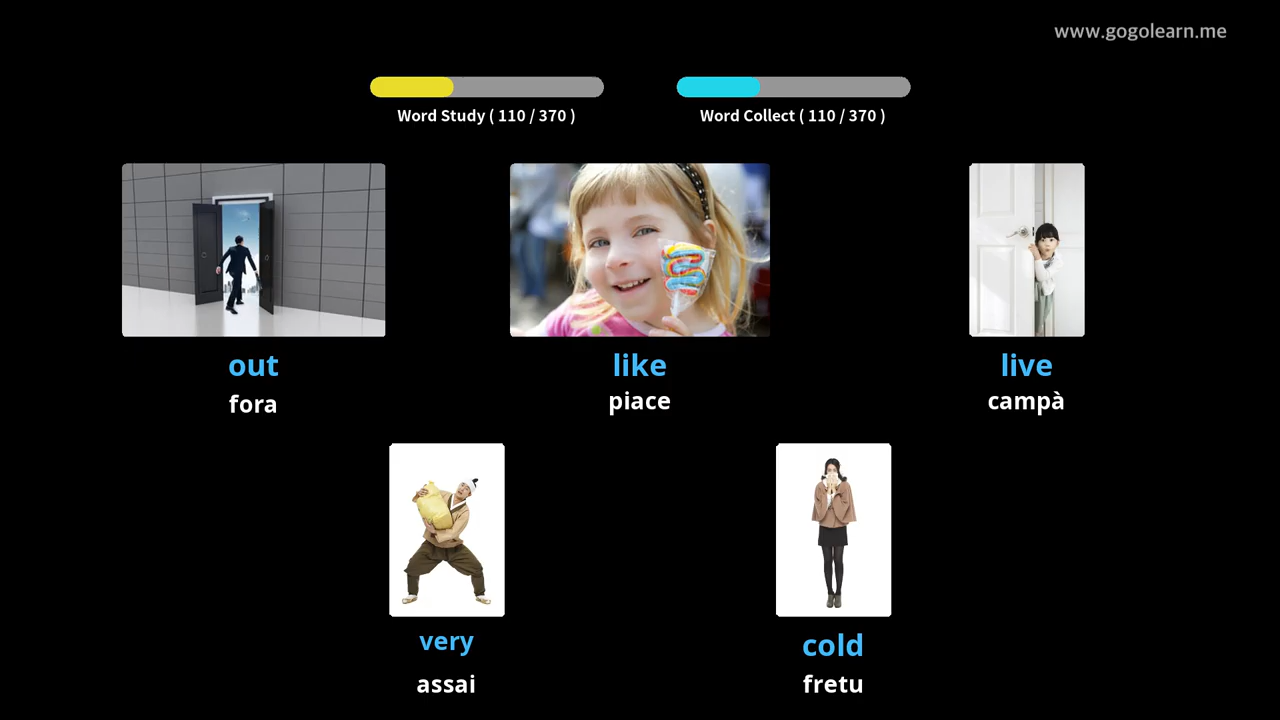 www.gogolearn.me
Word Study ( 110 / 370 )
Word Collect ( 110 / 370 )
out
fora
like
piace
live
campà
very
assai
cold
fretu